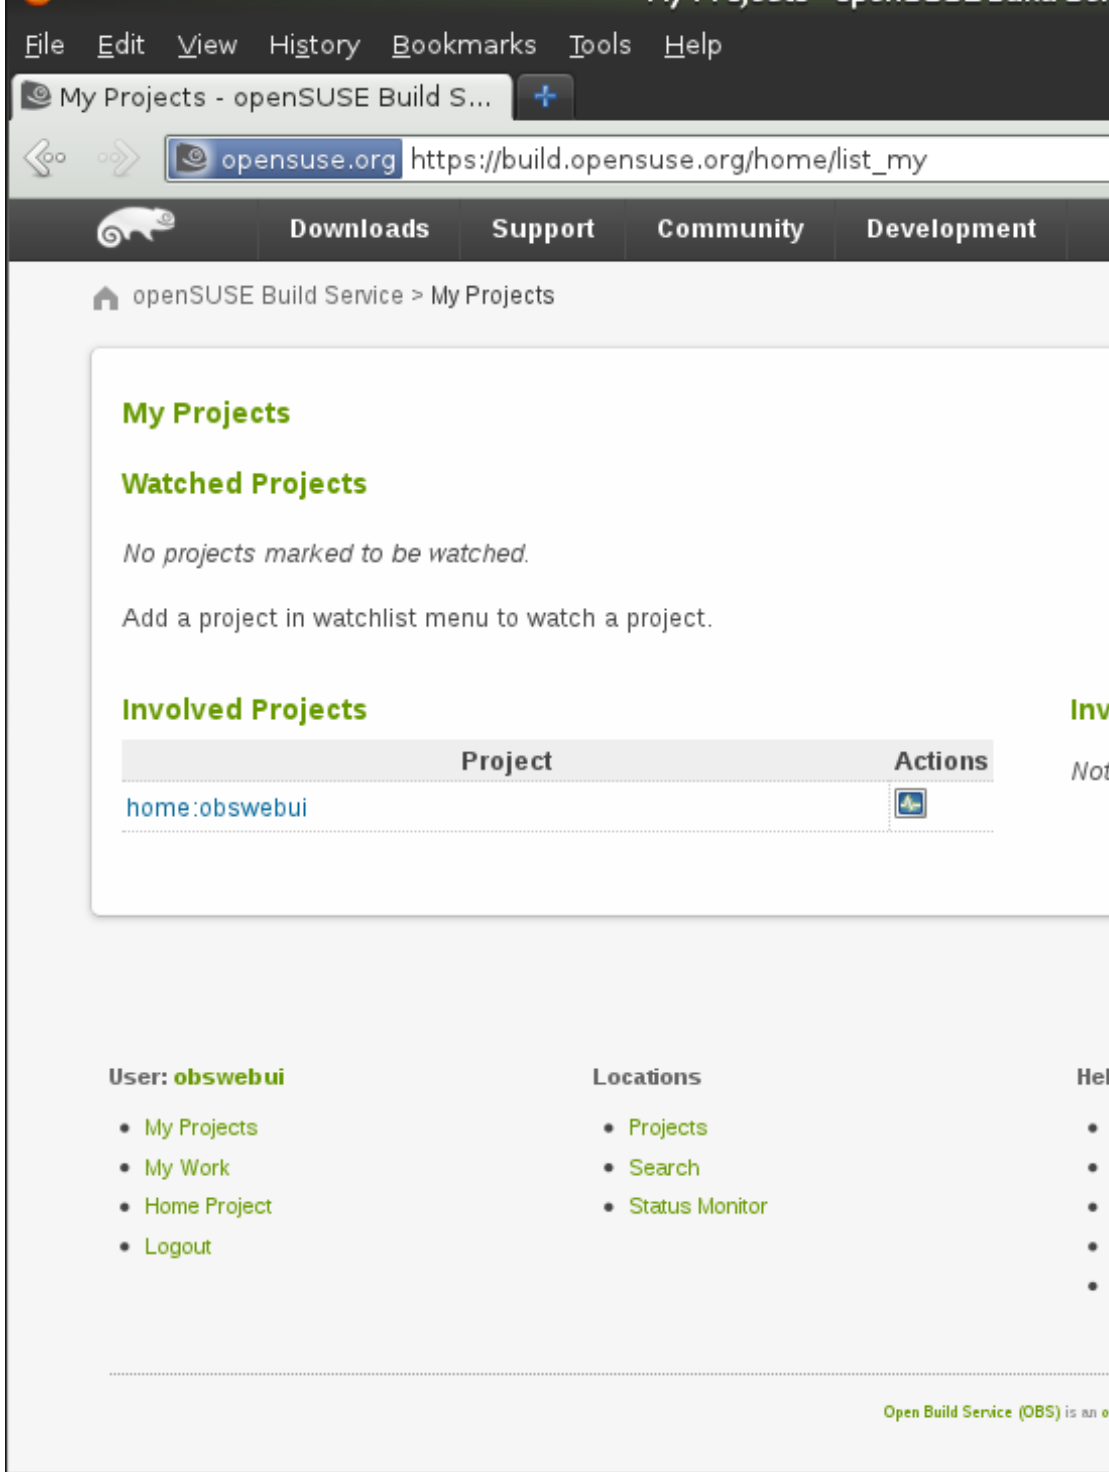 File Edit View History Bookmarks Tools Help
My Projects - openSUSE Build S...
opensuse.org https://build.opensuse.org/home/list_my
Downloads Support Community Development
openSUSE Build Service > My Projects
My Projects
Watched Projects
No projects marked to be watched.
Add a project in watchlist menu to watch a project.
Involved Projects
Project Actions
home:obswebui
User: obswebui
My Projects
My Work
Home Project
Logout
Locations
Projects
Search
Status Monitor
Open Build Service (OBS) is an